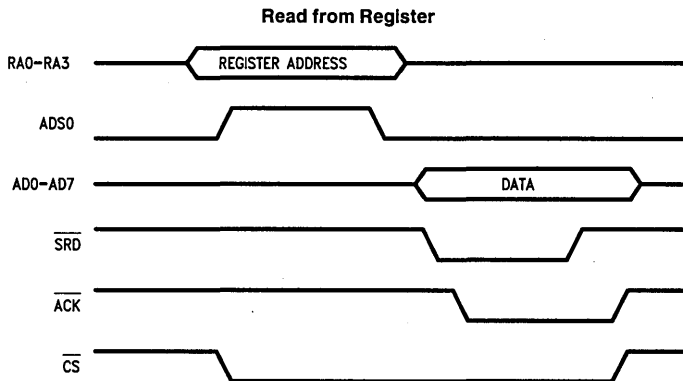 Read from Register
RA0–RA3
REGISTER ADDRESS
ADS0
AD0–AD7
DATA
SRD
ACK
CS